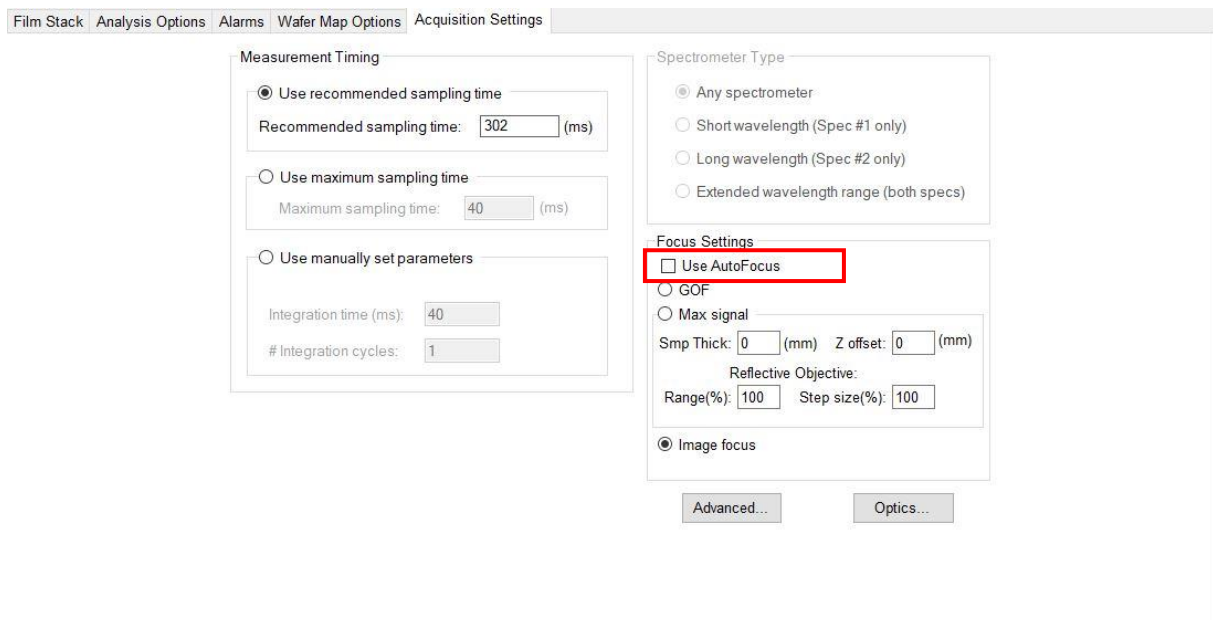 Film Stack Analysis Options Alarms Wafer Map Options Acquisition Settings
Measurement Timing
Use recommended sampling time
Recommended sampling time: 302 (ms)
Use maximum sampling time
Maximum sampling time: 40 (ms)
Use manually set parameters
Integration time (ms): 40
# Integration cycles: 1
Spectrometer Type
Any spectrometer
Short wavelength (Spec #1 only)
Long wavelength (Spec #2 only)
Extended wavelength range (both specs)
Focus Settings
Use AutoFocus
GOF
Max signal
Smp Thick: 0 (mm) Z offset: 0 (mm)
Reflective Objective:
Range(%): 100 Step size(%): 100
Image focus
Advanced... Optics...